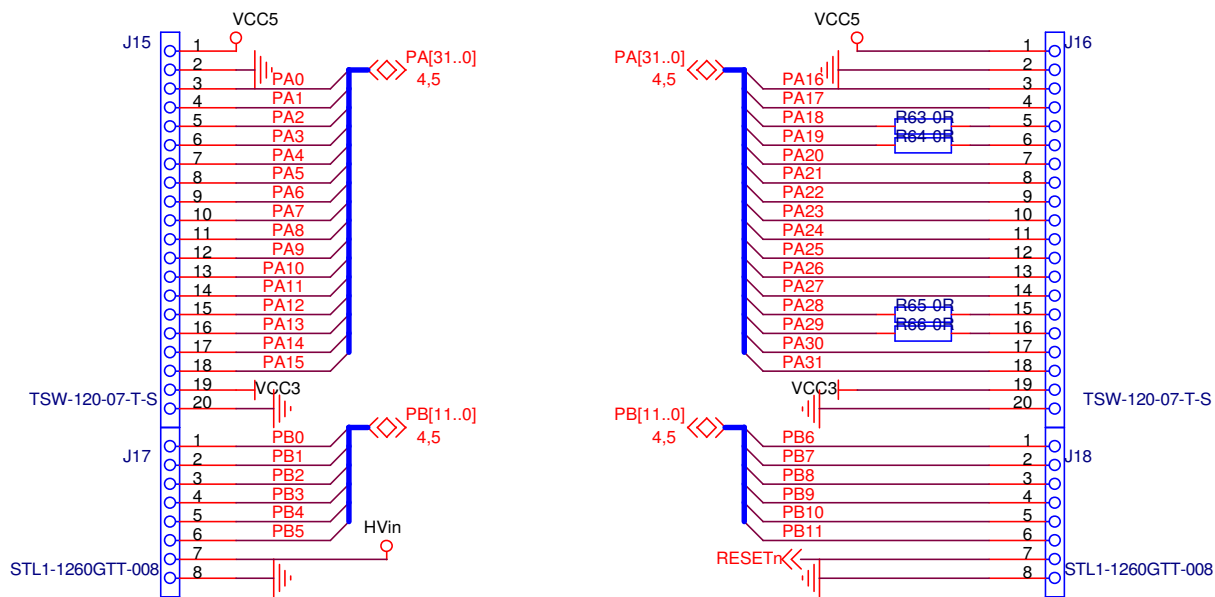 VCC5
J15
1
2
3 PA0
4 PA1
5 PA2
6 PA3
7 PA4
8 PA5
9 PA6
10 PA7
11 PA8
12 PA9
13 PA10
14 PA11
15 PA12
16 PA13
17 PA14
18 PA15
19 VCC3
20
TSW-120-07-T-S
PA[31..0]
4,5
J17
1 PB0
2 PB1
3 PB2
4 PB3
5 PB4
6 PB5
7 HVin
8
STL1-1260GTT-008
PB[11..0]
4,5
VCC5
J16
PA[31..0]
4,5
1
2
PA16 3
PA17 4
PA18 R63 0R 5
PA19 R64 0R 6
PA20 7
PA21 8
PA22 9
PA23 10
PA24 11
PA25 12
PA26 13
PA27 14
PA28 R65 0R 15
PA29 R66 0R 16
PA30 17
PA31 18
VCC3 19
20
TSW-120-07-T-S
PB[11..0]
4,5
J18
PB6 1
PB7 2
PB8 3
PB9 4
PB10 5
PB11 6
RESETn 7
8
STL1-1260GTT-008